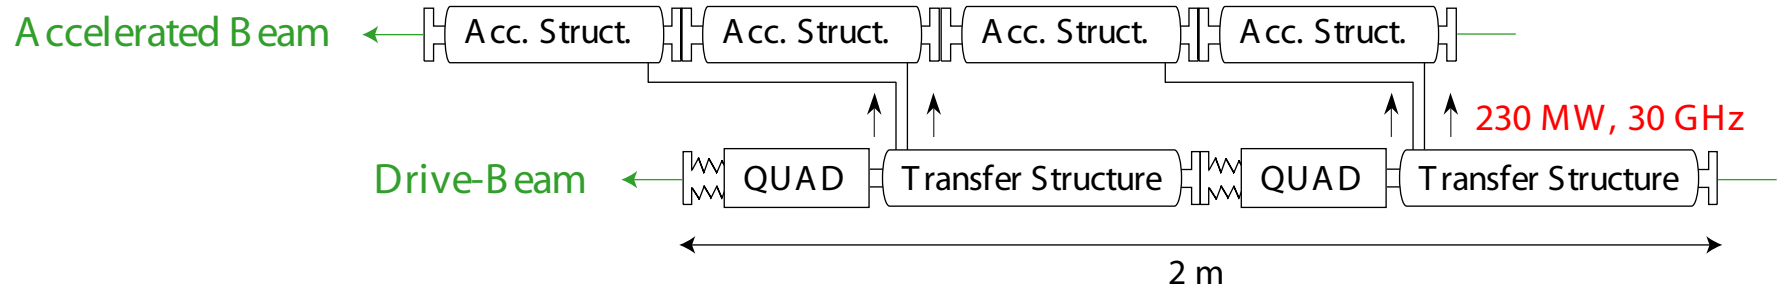 Accelerated Beam
Acc. Struct. Acc. Struct. Acc. Struct. Acc. Struct.
230 MW, 30 GHz
Drive-Beam
QUAD Transfer Structure QUAD Transfer Structure
2 m